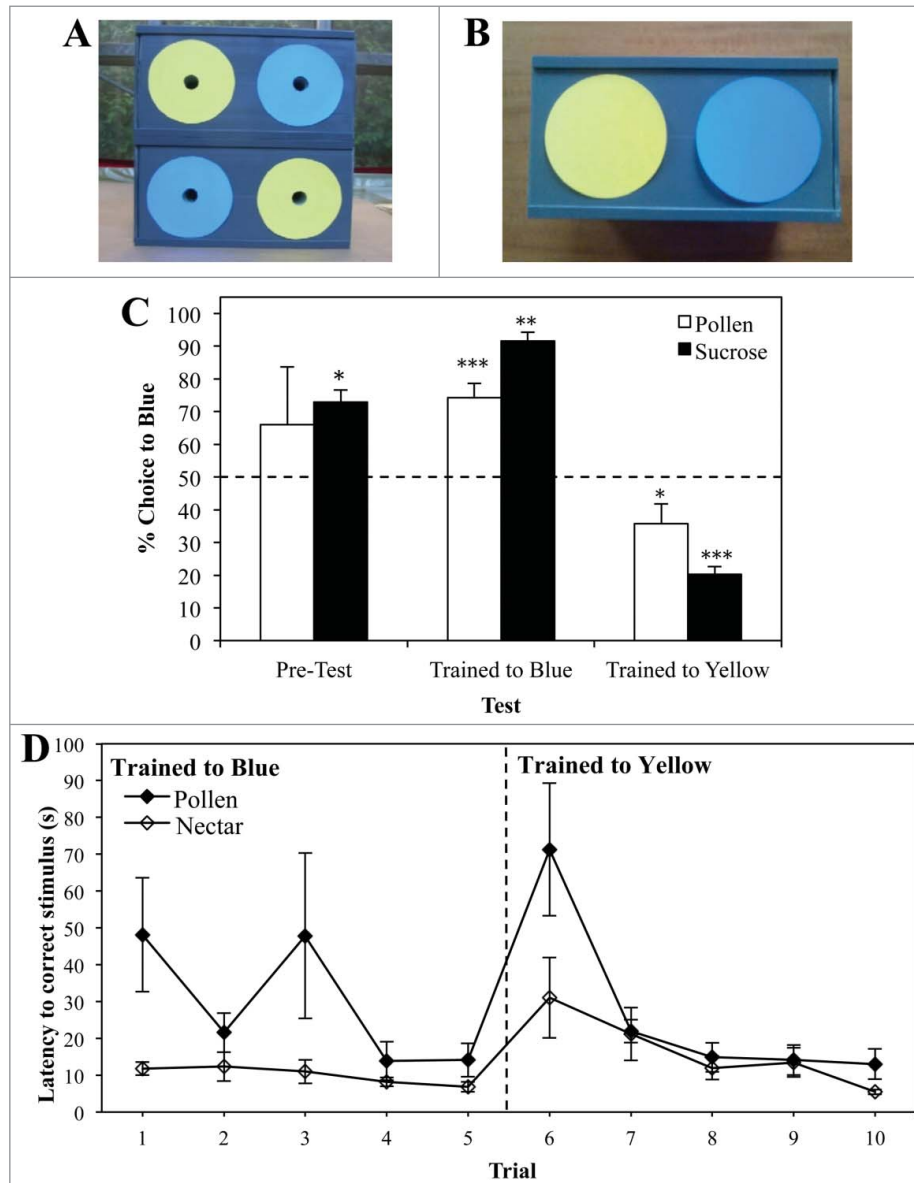 A
B
C
% Choice to Blue
100
90
80
70
60
50
40
30
20
10
0
Pollen
Sucrose
*
***
**
*
***
Pre-Test
Trained to Blue
Trained to Yellow
Test
D
Latency to correct stimulus (s)
100
90
80
70
60
50
40
30
20
10
0
Trained to Blue
Pollen
Nectar
Trained to Yellow
1 2 3 4 5 6 7 8 9 10
Trial